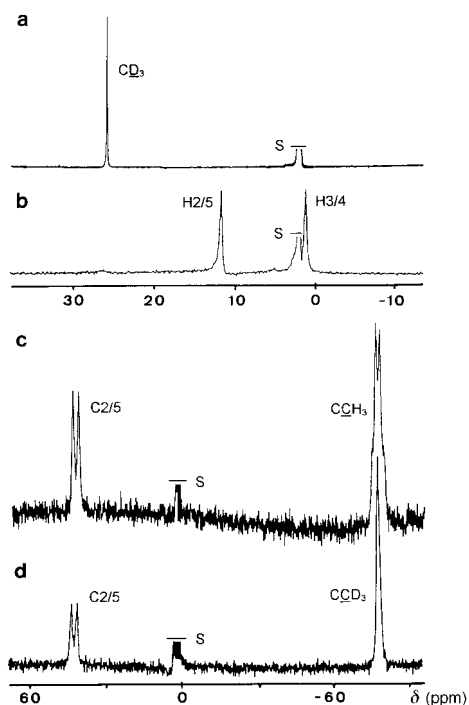 a
CD₃
S
b
H2/5
H3/4
S
30 20 10 0 -10
c
C2/5
CCH₃
S
d
C2/5
CCD₃
S
60 0 -60 δ (ppm)